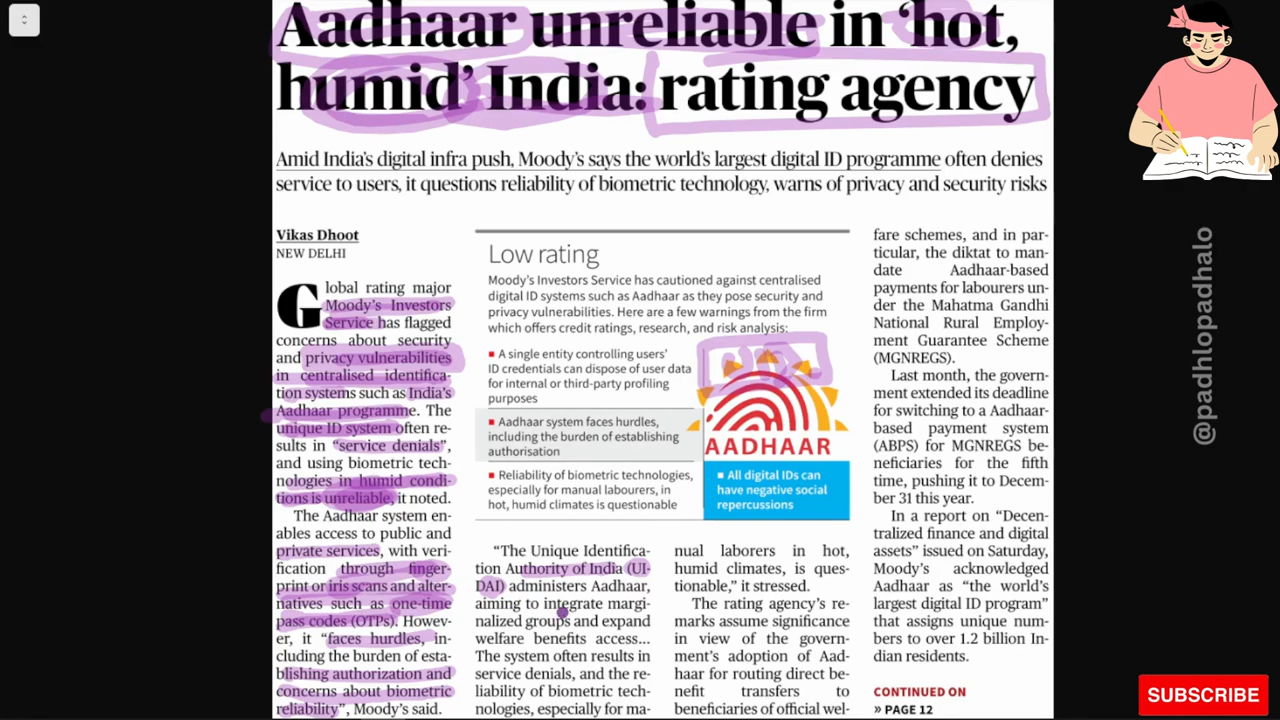 Aadhaar unreliable in ‘hot,
humid’ India: rating agency
Amid India’s digital infra push, Moody’s says the world’s largest digital ID programme often denies
service to users, it questions reliability of biometric technology, warns of privacy and security risks
Vikas Dhoot
NEW DELHI
Global rating major
Moody’s Investors
Service has flagged
concerns about security
and privacy vulnerabilities
in centralised identifica-
tion systems such as India’s
Aadhaar programme. The
unique ID system often re-
sults in “service denials”,
and using biometric tech-
nologies in humid condi-
tions is unreliable, it noted.
The Aadhaar system en-
ables access to public and
private services, with veri-
fication through finger-
print or iris scans and alter-
natives such as one-time
pass codes (OTPs). Howev-
er, it “faces hurdles, in-
cluding the burden of esta-
blishing authorization and
concerns about biometric
reliability”, Moody’s said.
Low rating
Moody’s Investors Service has cautioned against centralised
digital ID systems such as Aadhaar as they pose security and
privacy vulnerabilities. Here are a few warnings from the firm
which offers credit ratings, research, and risk analysis:
■ A single entity controlling users’
ID credentials can dispose of user data
for internal or third-party profiling
purposes
■ Aadhaar system faces hurdles,
including the burden of establishing
authorisation
■ Reliability of biometric technologies,
especially for manual labourers, in
hot, humid climates is questionable
AADHAAR
■ All digital IDs can
have negative social
repercussions
“The Unique Identifica-
tion Authority of India (UI-
DAI) administers Aadhaar,
aiming to integrate margi-
nalized groups and expand
welfare benefits access...
The system often results in
service denials, and the re-
liability of biometric tech-
nologies, especially for ma-
nual laborers in hot,
humid climates, is ques-
tionable,” it stressed.
The rating agency’s re-
marks assume significance
in view of the govern-
ment’s adoption of Aad-
haar for routing direct be-
nefit transfers to
beneficiaries of official wel-
fare schemes, and in par-
ticular, the diktat to man-
date Aadhaar-based
payments for labourers un-
der the Mahatma Gandhi
National Rural Employ-
ment Guarantee Scheme
(MGNREGS).
Last month, the govern-
ment extended its deadline
for switching to a Aadhaar-
based payment system
(ABPS) for MGNREGS be-
neficiaries for the fifth
time, pushing it to Decem-
ber 31 this year.
In a report on “Decen-
tralized finance and digital
assets” issued on Saturday,
Moody’s acknowledged
Aadhaar as “the world’s
largest digital ID program”
that assigns unique num-
bers to over 1.2 billion In-
dian residents.
CONTINUED ON
» PAGE 12
@padhlopadhalo
SUBSCRIBE